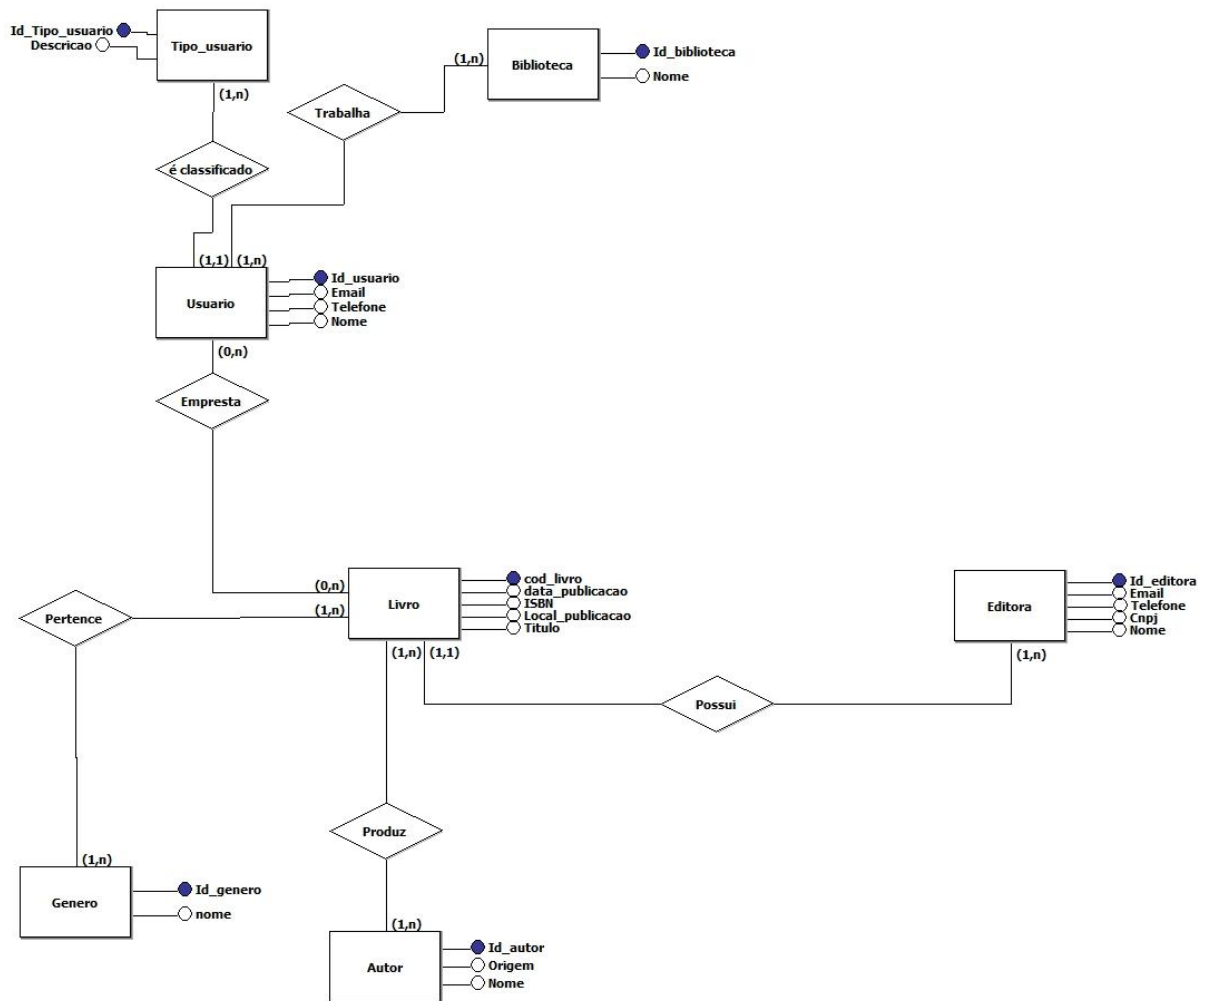 Id_Tipo_usuario
Descricao
Tipo_usuario
(1,n)
Biblioteca
Id_biblioteca
Nome
(1,n)
Trabalha
é classificado
(1,1)
(1,n)
Usuario
Id_usuario
Email
Telefone
Nome
(0,n)
Empresta
(0,n)
(1,n)
Livro
cod_livro
data_publicacao
ISBN
Local_publicacao
Titulo
(1,n)
(1,1)
Editora
Id_editora
Email
Telefone
Cnpj
Nome
(1,n)
Pertence
Possui
Produz
(1,n)
Genero
Id_genero
nome
(1,n)
Autor
Id_autor
Origem
Nome